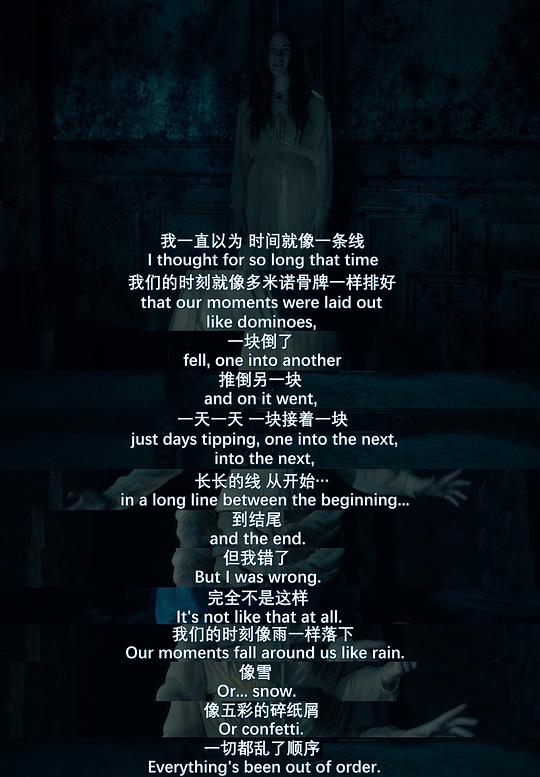 我一直以为 时间就像一条线
I thought for so long that time
我们的时刻就像多米诺骨牌一样排好
that our moments were laid out
like dominoes,
一块倒了
fell, one into another
推倒另一块
and on it went,
一天一天 一块接着一块
just days tipping, one into the next,
into the next,
长长的线 从开始…
in a long line between the beginning...
到结尾
and the end.
但我错了
But I was wrong.
完全不是这样
It's not like that at all.
我们的时刻像雨一样落下
Our moments fall around us like rain.
像雪
Or... snow.
像五彩的碎纸屑
Or confetti.
一切都乱了顺序
Everything's been out of order.